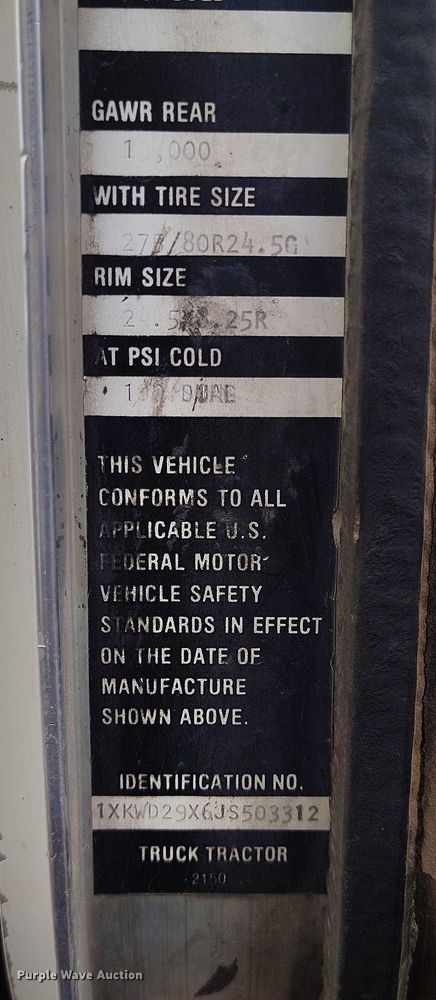 GAWR REAR
WITH TIRE SIZE
RIM SIZE
AT PSI COLD
DUAL
THIS VEHICLE
CONFORMS TO ALL
APPLICABLE U.S.
FEDERAL MOTOR
VEHICLE SAFETY
STANDARDS IN EFFECT
ON THE DATE OF
MANUFACTURE
SHOWN ABOVE.
IDENTIFICATION NO.
1XKWD29X6JS503312
TRUCK TRACTOR
2150
Purple Wave Auction